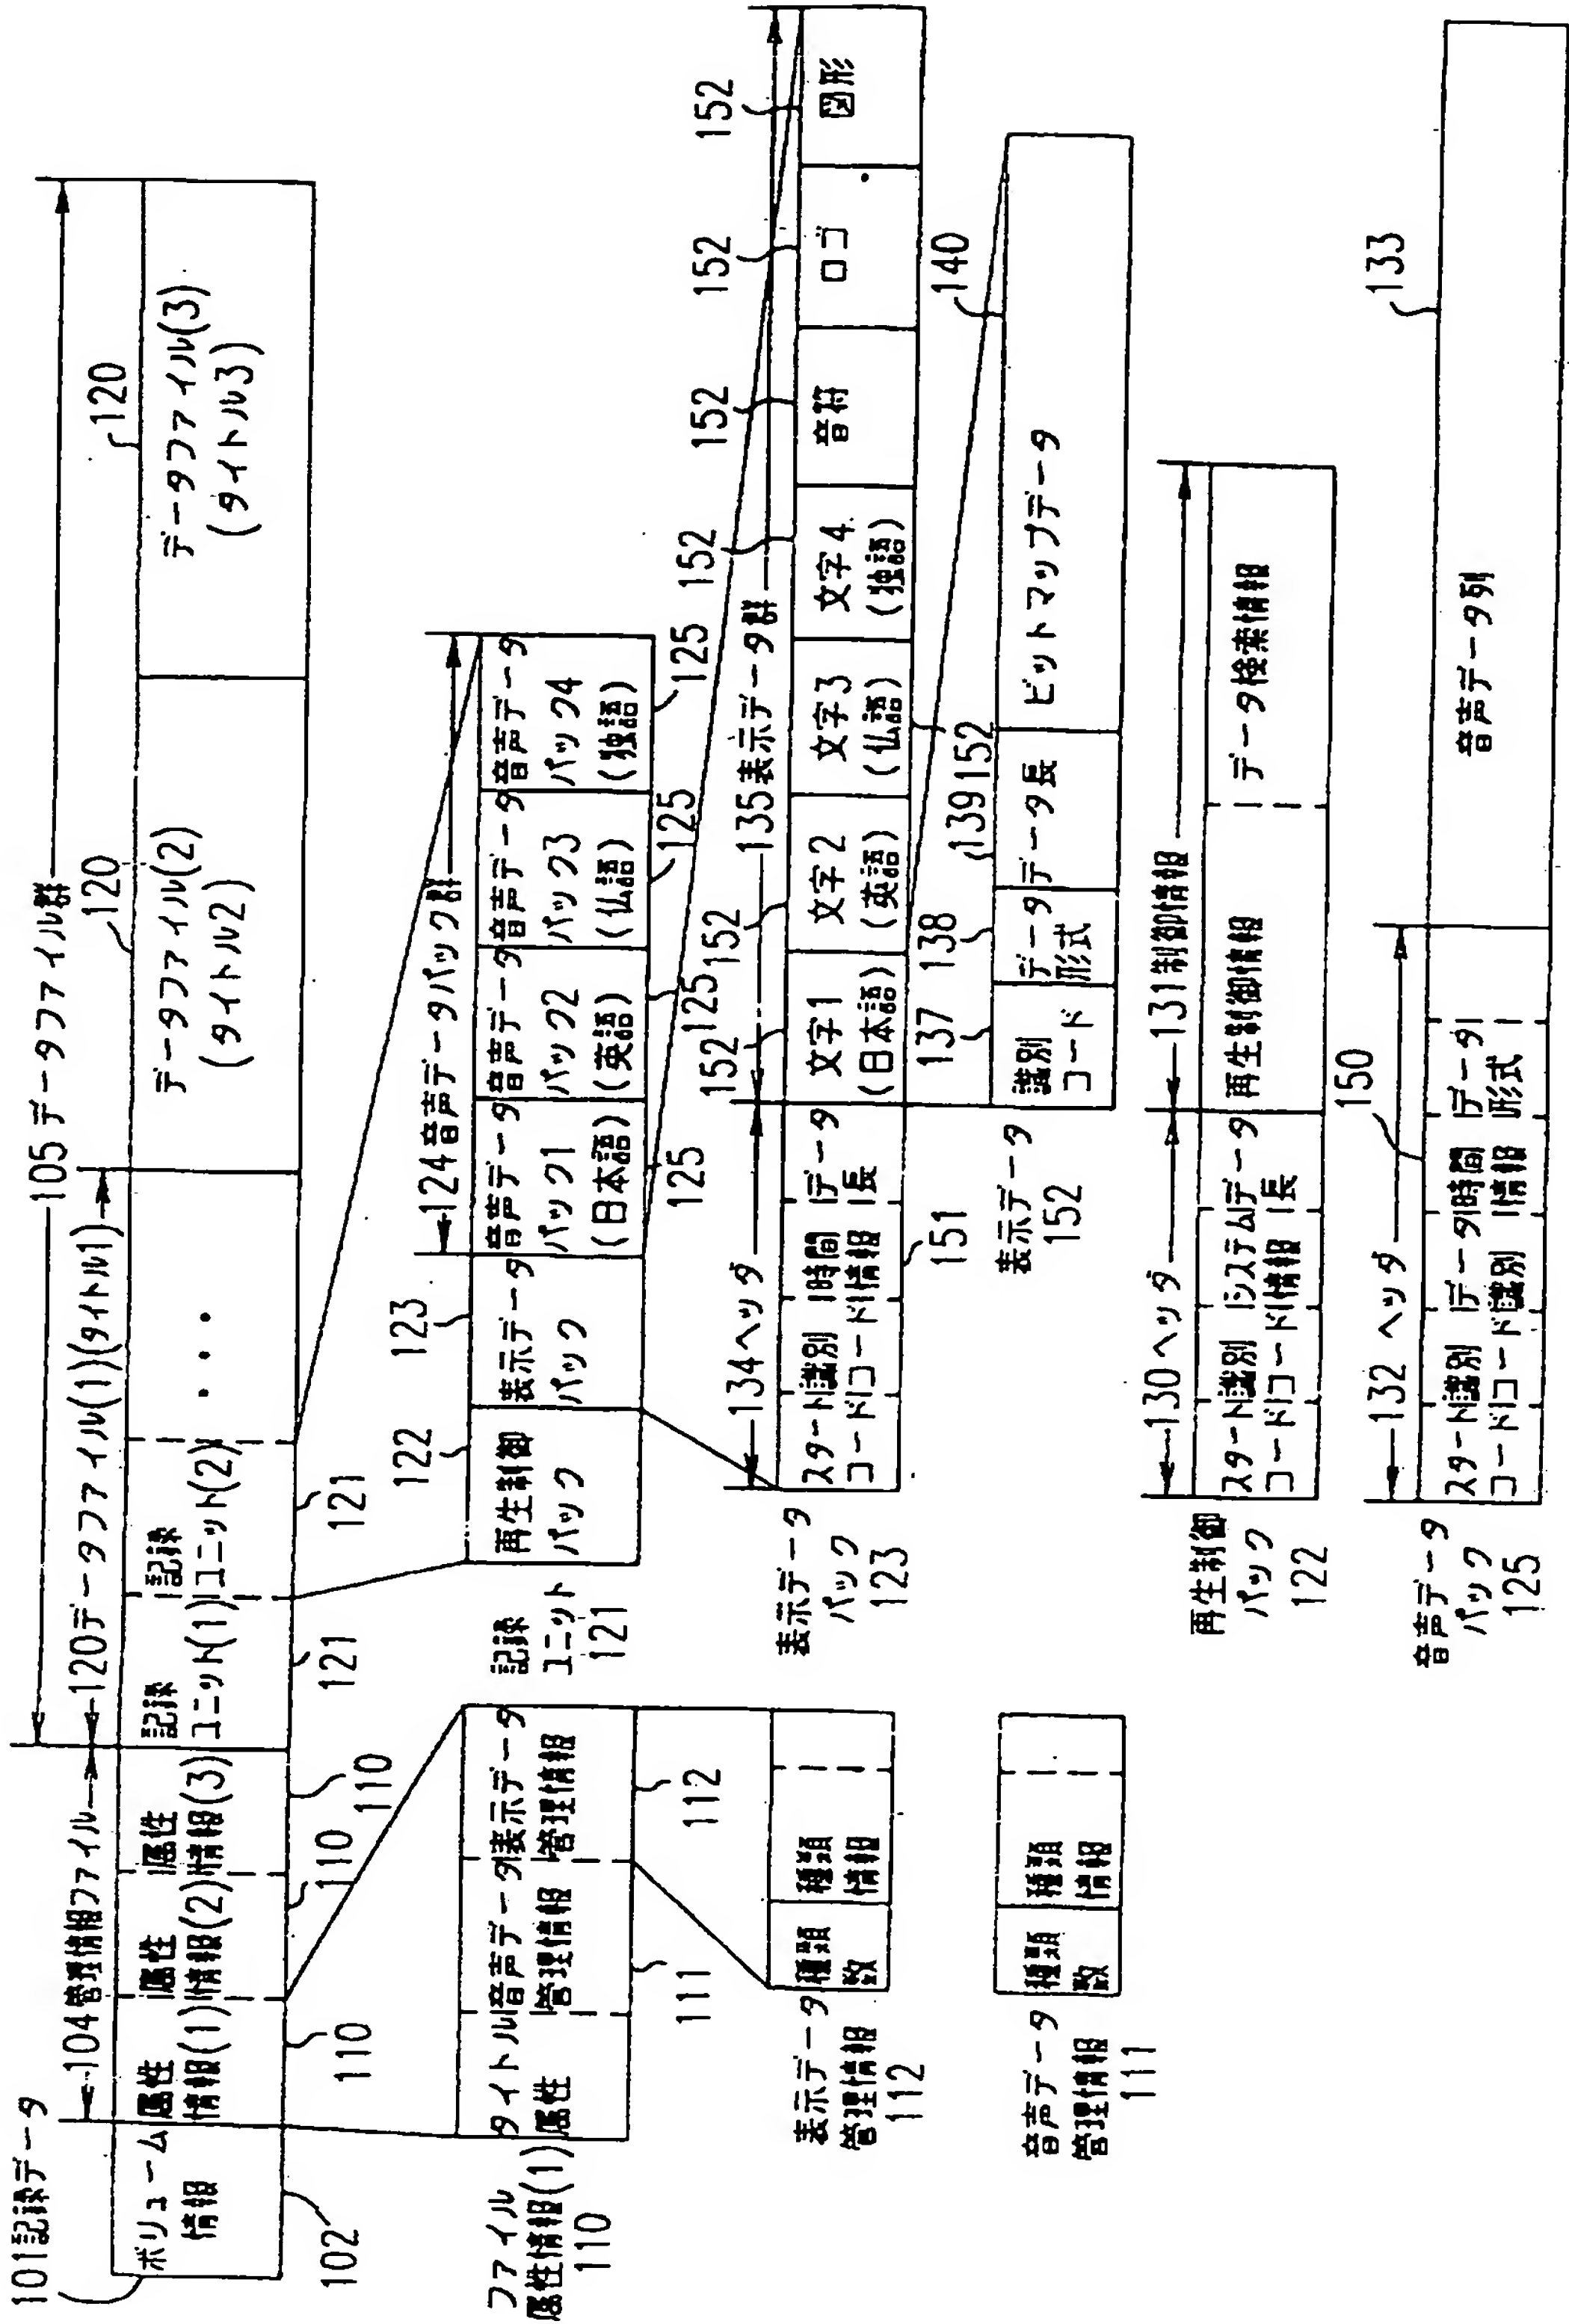 101記録データ
104管理情報ファイル
105データファイル群
120データファイル(1)(タイトル1)
120
120
ボリューム
情報
属性
情報(1)
属性
情報(2)
属性
情報(3)
記録
ユニット(1)
記録
ユニット(2)
・・・
データファイル(2)
(タイトル2)
データファイル(3)
(タイトル3)
102
110
110
110
121
121
ファイル
属性情報(1)
110
タイトル
属性
音声データ
管理情報
表示データ
管理情報
111
112
記録
ユニット
121
122
123
124音声データパック群
再生制御
パック
表示データ
パック
音声データ
パック1
(日本語)
音声データ
パック2
(英語)
音声データ
パック3
(仏語)
音声データ
パック4
(独語)
125
125
125
125
表示データ
管理情報
112
種類
数
種類
情報
表示データ
パック
123
134ヘッダ
135表示データ群
スタート
コード
識別
コード
時間
情報
データ
長
151
152
152
152
152
152
152
文字1
(日本語)
文字2
(英語)
文字3
(仏語)
文字4
(独語)
音符
ロゴ
図形
152
音声データ
管理情報
111
種類
数
種類
情報
表示データ
152
137
138
139
140
識別
コード
データ
形式
データ長
ビットマップデータ
再生制御
パック
122
130ヘッダ
131制御情報
スタート
コード
識別
コード
システム
情報
データ
長
再生制御情報
データ検索情報
音声データ
パック
125
132 ヘッダ
150
133
スタート
コード
識別
コード
データ
識別
時間
情報
データ
形式
音声データ列